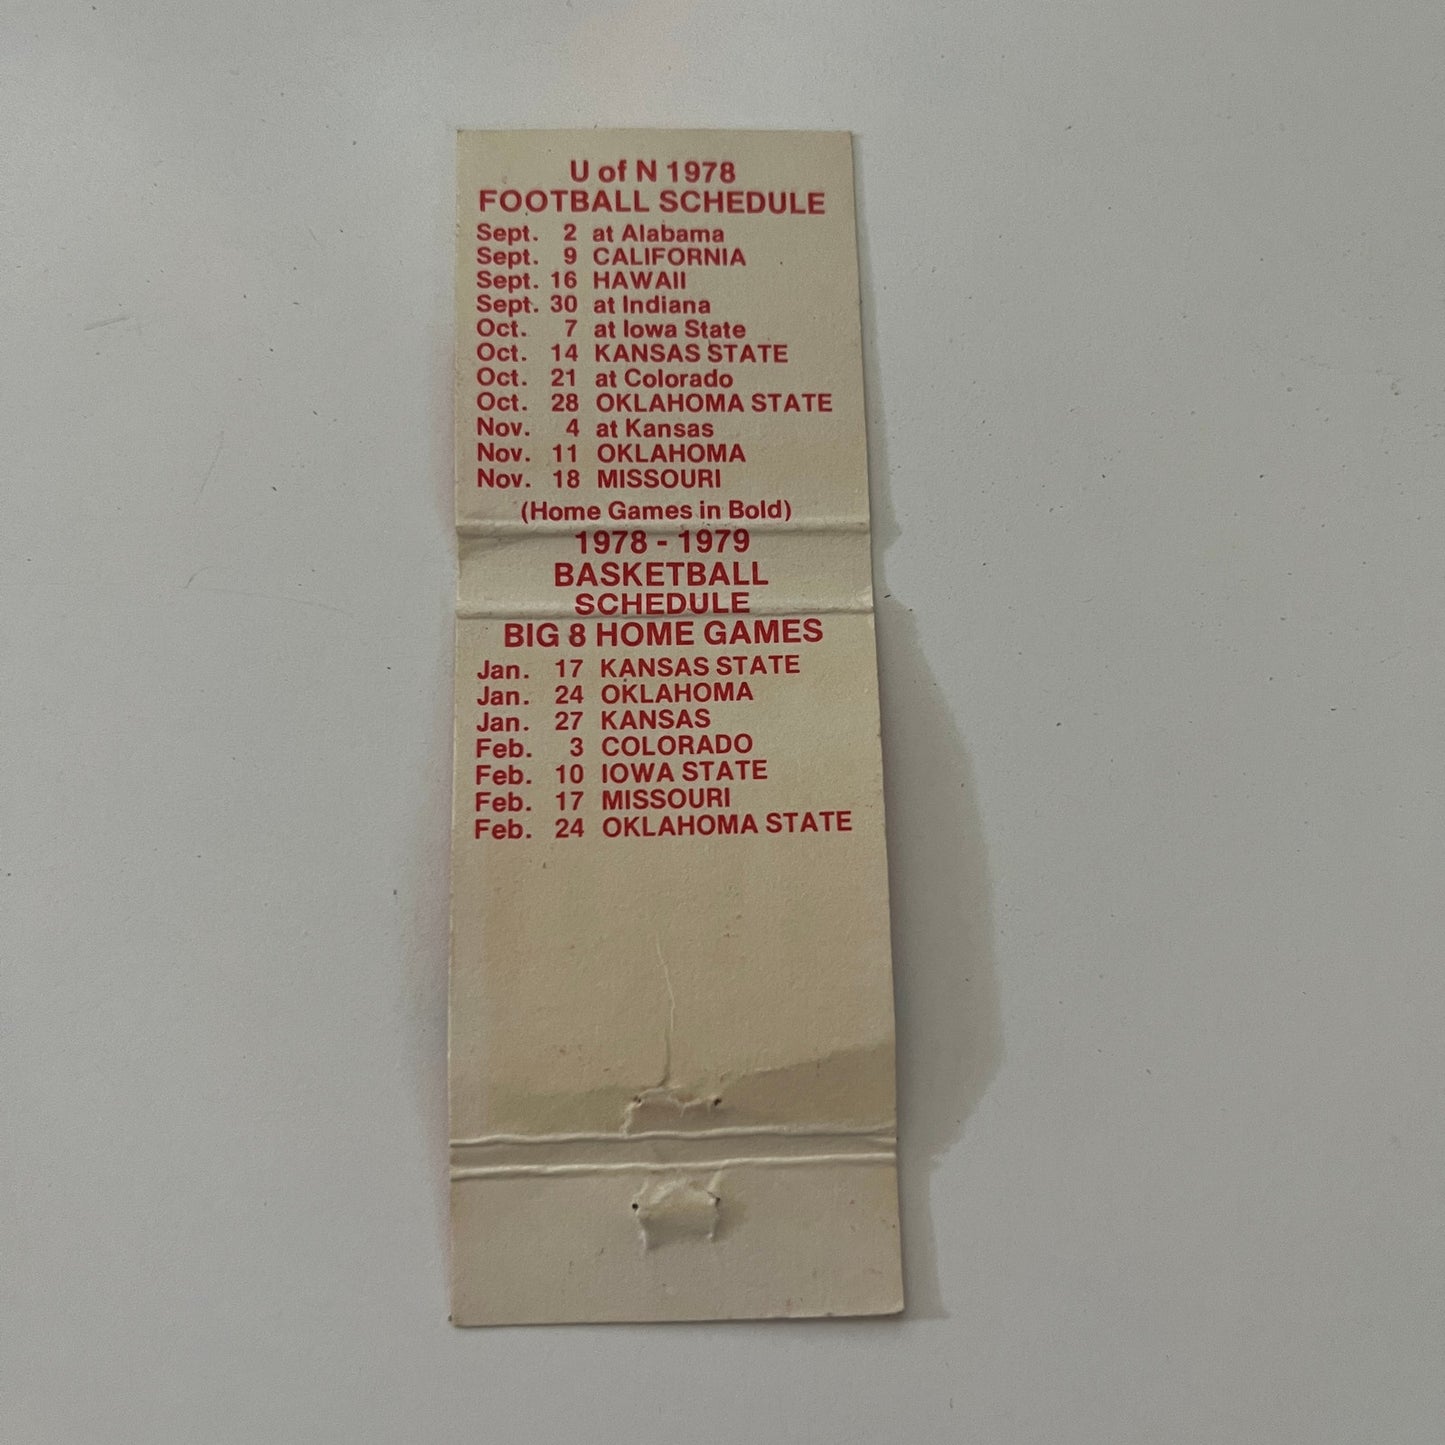 U of N 1978
FOOTBALL SCHEDULE
Sept. 2 at Alabama
Sept. 9 CALIFORNIA
Sept. 16 HAWAII
Sept. 30 at Indiana
Oct. 7 at Iowa State
Oct. 14 KANSAS STATE
Oct. 21 at Colorado
Oct. 28 OKLAHOMA STATE
Nov. 4 at Kansas
Nov. 11 OKLAHOMA
Nov. 18 MISSOURI
(Home Games in Bold)
1978 - 1979
BASKETBALL
SCHEDULE
BIG 8 HOME GAMES
Jan. 17 KANSAS STATE
Jan. 24 OKLAHOMA
Jan. 27 KANSAS
Feb. 3 COLORADO
Feb. 10 IOWA STATE
Feb. 17 MISSOURI
Feb. 24 OKLAHOMA STATE